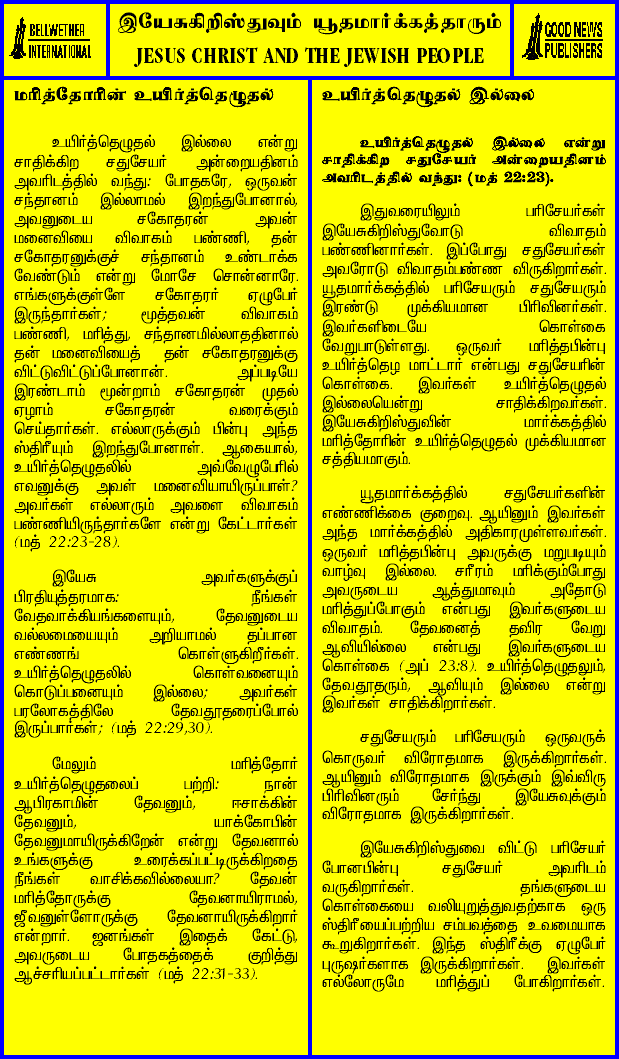 BELLWETHER
INTERNATIONAL
இயேசுகிறிஸ்துவும் யூதமார்க்கத்தாரும்
JESUS CHRIST AND THE JEWISH PEOPLE
GOOD NEWS
PUBLISHERS
மரித்தோரின் உயிர்த்தெழுதல்
உயிர்த்தெழுதல் இல்லை என்று
சாதிக்கிற சதுசேயர் அன்றையதினம்
அவரிடத்தில் வந்து: போதகரே, ஒருவன்
சந்தானம் இல்லாமல் இறந்துபோனால்,
அவனுடைய சகோதரன் அவன்
மனைவியை விவாகம் பண்ணி, தன்
சகோதரனுக்குச் சந்தானம் உண்டாக்க
வேண்டும் என்று மோசே சொன்னாரே.
எங்களுக்குள்ளே சகோதரர் ஏழுபேர்
இருந்தார்கள்; மூத்தவன் விவாகம்
பண்ணி, மரித்து, சந்தானமில்லாததினால்
தன் மனைவியைத் தன் சகோதரனுக்கு
விட்டுவிட்டுப்போனான். அப்படியே
இரண்டாம் மூன்றாம் சகோதரன் முதல்
ஏழாம் சகோதரன் வரைக்கும்
செய்தார்கள். எல்லாருக்கும் பின்பு அந்த
ஸ்திரீயும் இறந்துபோனாள். ஆகையால்,
உயிர்த்தெழுதலில் அவ்வேழுபேரில்
எவனுக்கு அவள் மனைவியாயிருப்பாள்?
அவர்கள் எல்லாரும் அவளை விவாகம்
பண்ணியிருந்தார்களே என்று கேட்டார்கள்
(மத் 22:23-28).
இயேசு அவர்களுக்குப்
பிரதியுத்தரமாக: நீங்கள்
வேதவாக்கியங்களையும், தேவனுடைய
வல்லமையையும் அறியாமல் தப்பான
எண்ணங் கொள்ளுகிறீர்கள்.
உயிர்த்தெழுதலில் கொள்வனையும்
கொடுப்பனையும் இல்லை; அவர்கள்
பரலோகத்திலே தேவதூதரைப்போல்
இருப்பார்கள்; (மத் 22:29,30).
மேலும் மரித்தோர்
உயிர்த்தெழுதலைப் பற்றி: நான்
ஆபிரகாமின் தேவனும், ஈசாக்கின்
தேவனும், யாக்கோபின்
தேவனுமாயிருக்கிறேன் என்று தேவனால்
உங்களுக்கு உரைக்கப்பட்டிருக்கிறதை
நீங்கள் வாசிக்கவில்லையா? தேவன்
மரித்தோருக்கு தேவனாயிராமல்,
ஜீவனுள்ளோருக்கு தேவனாயிருக்கிறார்
என்றார். ஜனங்கள் இதைக் கேட்டு,
அவருடைய போதகத்தைக் குறித்து
ஆச்சரியப்பட்டார்கள் (மத் 22:31-33).
உயிர்த்தெழுதல் இல்லை
உயிர்த்தெழுதல் இல்லை என்று
சாதிக்கிற சதுசேயர் அன்றையதினம்
அவரிடத்தில் வந்து: (மத் 22:23).
இதுவரையிலும் பரிசேயர்கள்
இயேசுகிறிஸ்துவோடு விவாதம்
பண்ணினார்கள். இப்போது சதுசேயர்கள்
அவரோடு விவாதம்பண்ண விருகிறார்கள்.
யூதமார்க்கத்தில் பரிசேயரும் சதுசேயரும்
இரண்டு முக்கியமான பிரிவினர்கள்.
இவர்களிடையே கொள்கை
வேறுபாடுள்ளது. ஒருவர் மரித்தபின்பு
உயிர்த்தெழ மாட்டார் என்பது சதுசேயரின்
கொள்கை. இவர்கள் உயிர்த்தெழுதல்
இல்லையென்று சாதிக்கிறவர்கள்.
இயேசுகிறிஸ்துவின் மார்க்கத்தில்
மரித்தோரின் உயிர்த்தெழுதல் முக்கியமான
சத்தியமாகும்.
யூதமார்க்கத்தில் சதுசேயர்களின்
எண்ணிக்கை குறைவு. ஆயினும் இவர்கள்
அந்த மார்க்கத்தில் அதிகாரமுள்ளவர்கள்.
ஒருவர் மரித்தபின்பு அவருக்கு மறுபடியும்
வாழ்வு இல்லை. சரீரம் மரிக்கும்போது
அவருடைய ஆத்துமாவும் அதோடு
மரித்துப்போகும் என்பது இவர்களுடைய
விவாதம். தேவனைத் தவிர வேறு
ஆவியில்லை என்பது இவர்களுடைய
கொள்கை (அப் 23:8). உயிர்த்தெழுதலும்,
தேவதூதரும், ஆவியும் இல்லை என்று
இவர்கள் சாதிக்கிறார்கள்.
சதுசேயரும் பரிசேயரும் ஒருவருக்
கொருவர் விரோதமாக இருக்கிறார்கள்.
ஆயினும் விரோதமாக இருக்கும் இவ்விரு
பிரிவினரும் சேர்ந்து இயேசுவுக்கும்
விரோதமாக இருக்கிறார்கள்.
இயேசுகிறிஸ்துவை விட்டு பரிசேயர்
போனபின்பு சதுசேயர் அவரிடம்
வருகிறார்கள். தங்களுடைய
கொள்கையை வலியுறுத்துவதற்காக ஒரு
ஸ்திரீயைப்பற்றிய சம்பவத்தை உவமையாக
கூறுகிறார்கள். இந்த ஸ்திரீக்கு ஏழுபேர்
புருஷர்களாக இருக்கிறார்கள். இவர்கள்
எல்லோருமே மரித்துப் போகிறார்கள்.